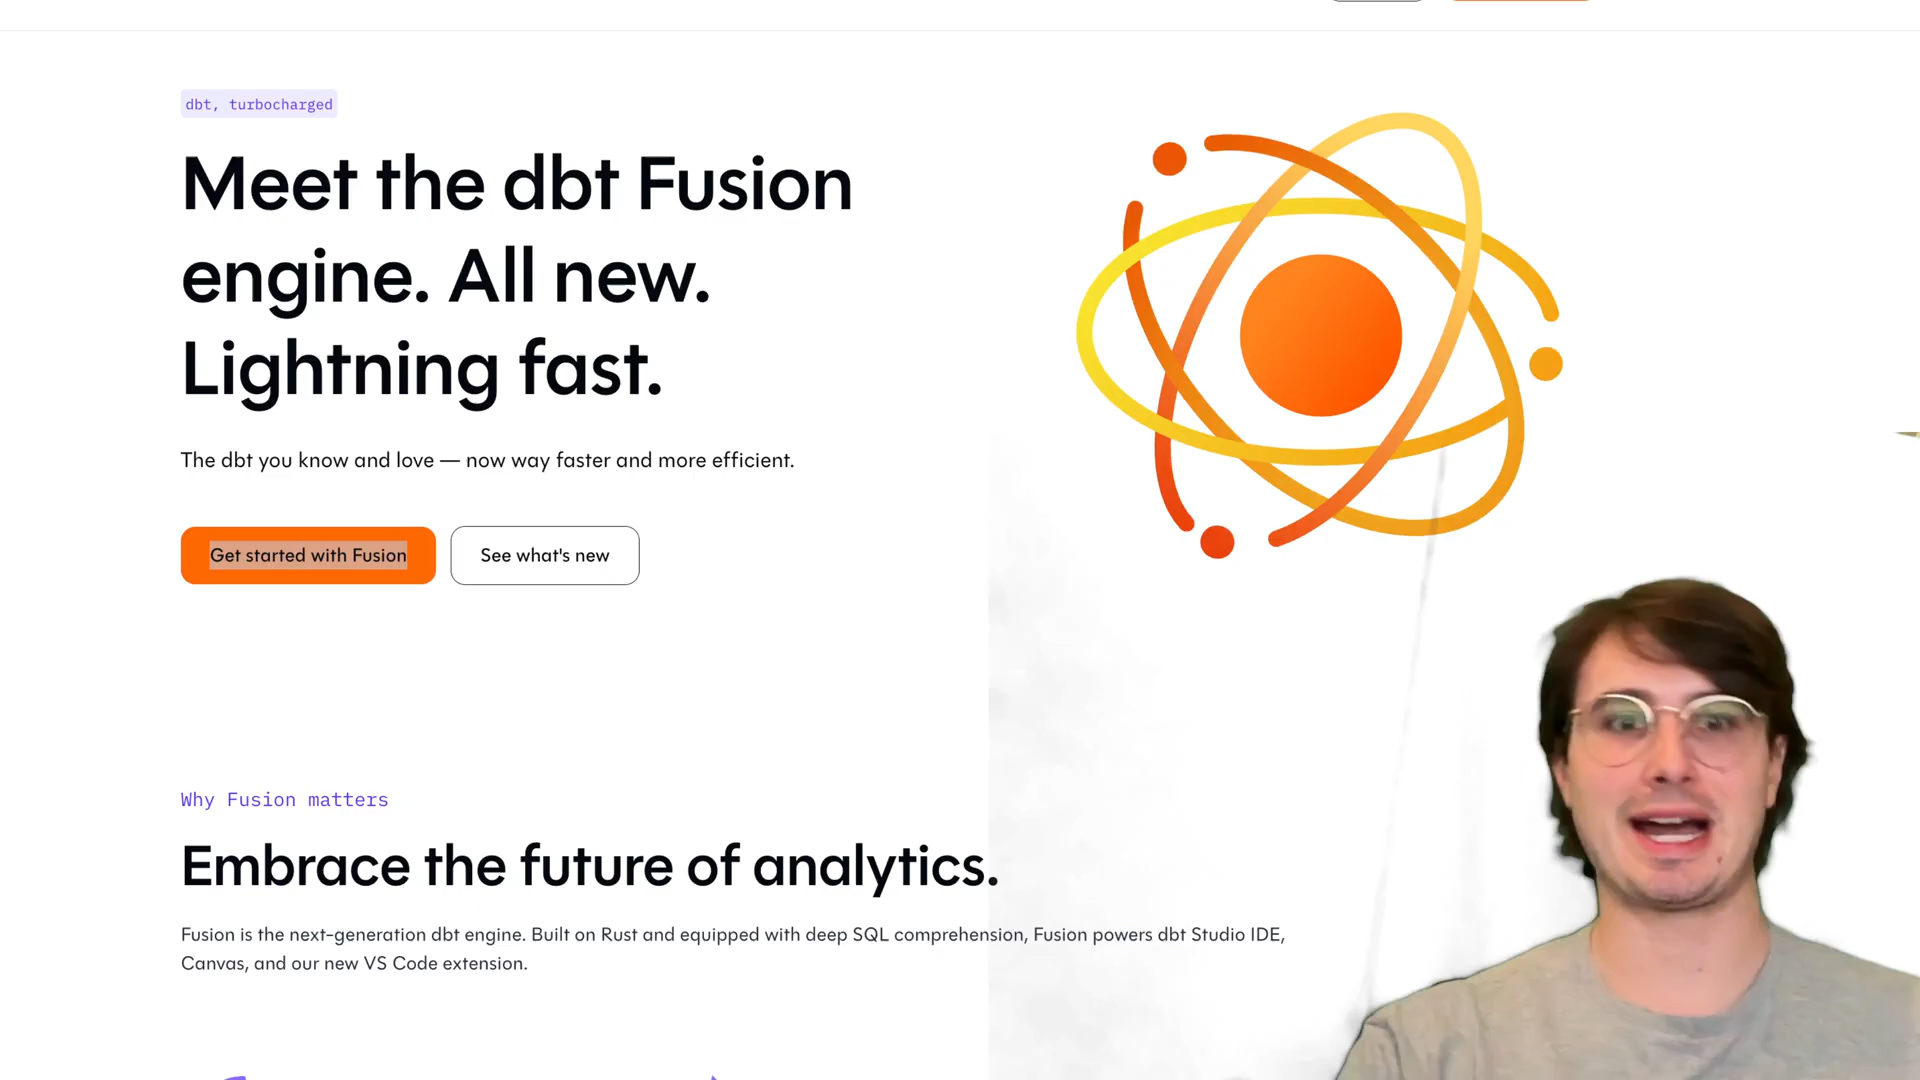 dbt, turbocharged
Meet the dbt Fusion
engine. All new.
Lightning fast.
The dbt you know and love — now way faster and more efficient.
Get started with Fusion
See what's new
Why Fusion matters
Embrace the future of analytics.
Fusion is the next-generation dbt engine. Built on Rust and equipped with deep SQL comprehension, Fusion powers dbt Studio IDE,
Canvas, and our new VS Code extension.